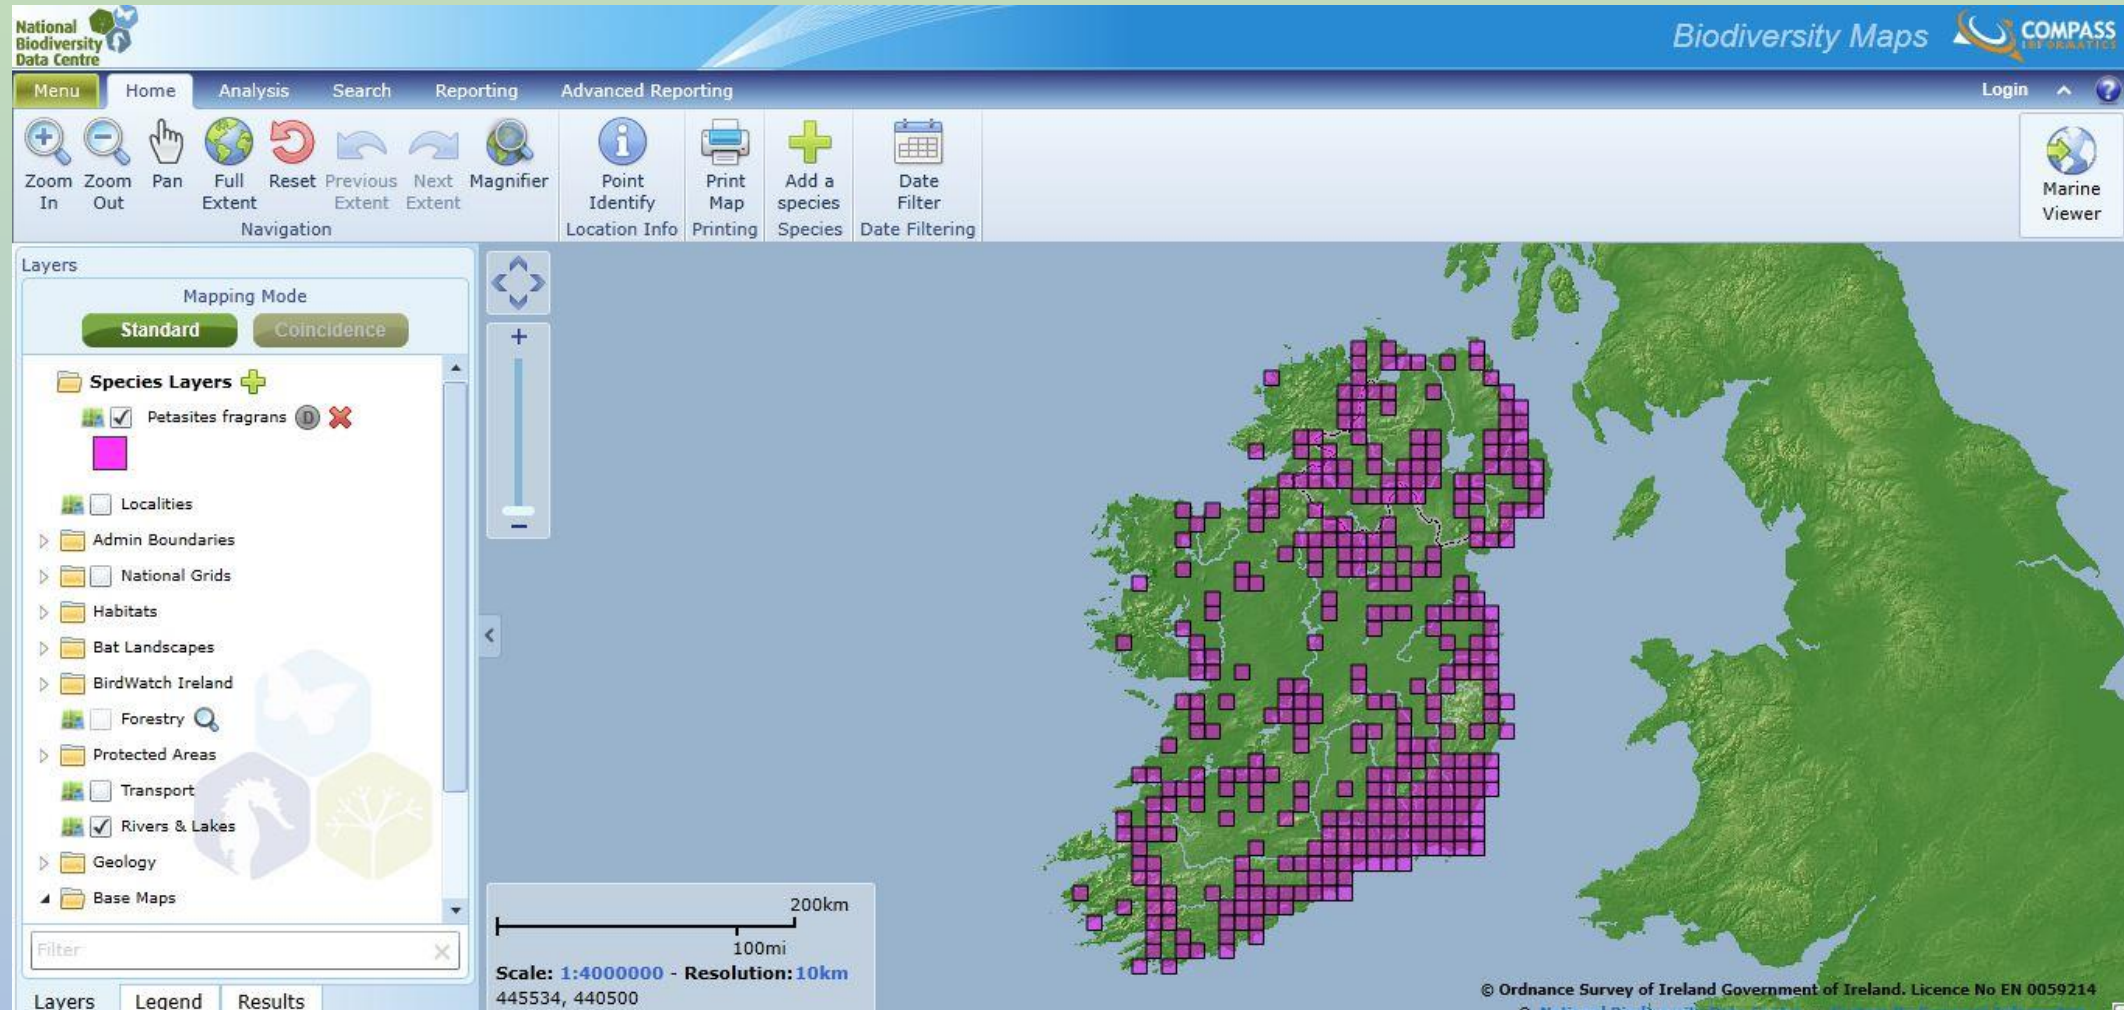 National
Biodiversity
Data Centre
Biodiversity Maps
COMPASS
INFORMATICS
Menu Home Analysis Search Reporting Advanced Reporting Login
Zoom In
Zoom Out
Pan
Full Extent
Reset
Previous Extent
Next Extent
Magnifier
Navigation
Point Identify
Location Info
Print Map
Printing
Add a species
Species
Date Filter
Date Filtering
Marine Viewer
Layers
Mapping Mode
Standard Coincidence
Species Layers
Petasites fragrans D
Localities
Admin Boundaries
National Grids
Habitats
Bat Landscapes
BirdWatch Ireland
Forestry
Protected Areas
Transport
Rivers & Lakes
Geology
Base Maps
Filter
Layers Legend Results
200km
100mi
Scale: 1:4000000 - Resolution:10km
445534, 440500
© Ordnance Survey of Ireland Government of Ireland. Licence No EN 0059214